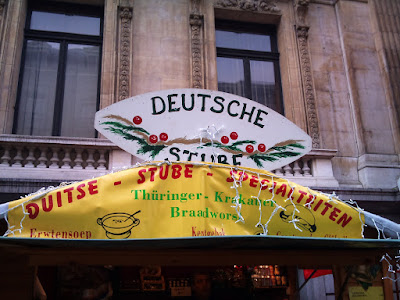 DEUTSCHE
STUBE
DUITSE - STUBE - SPECIALITEITEN
Thüringer - Krakauer
Braadworst
Erwtensoep